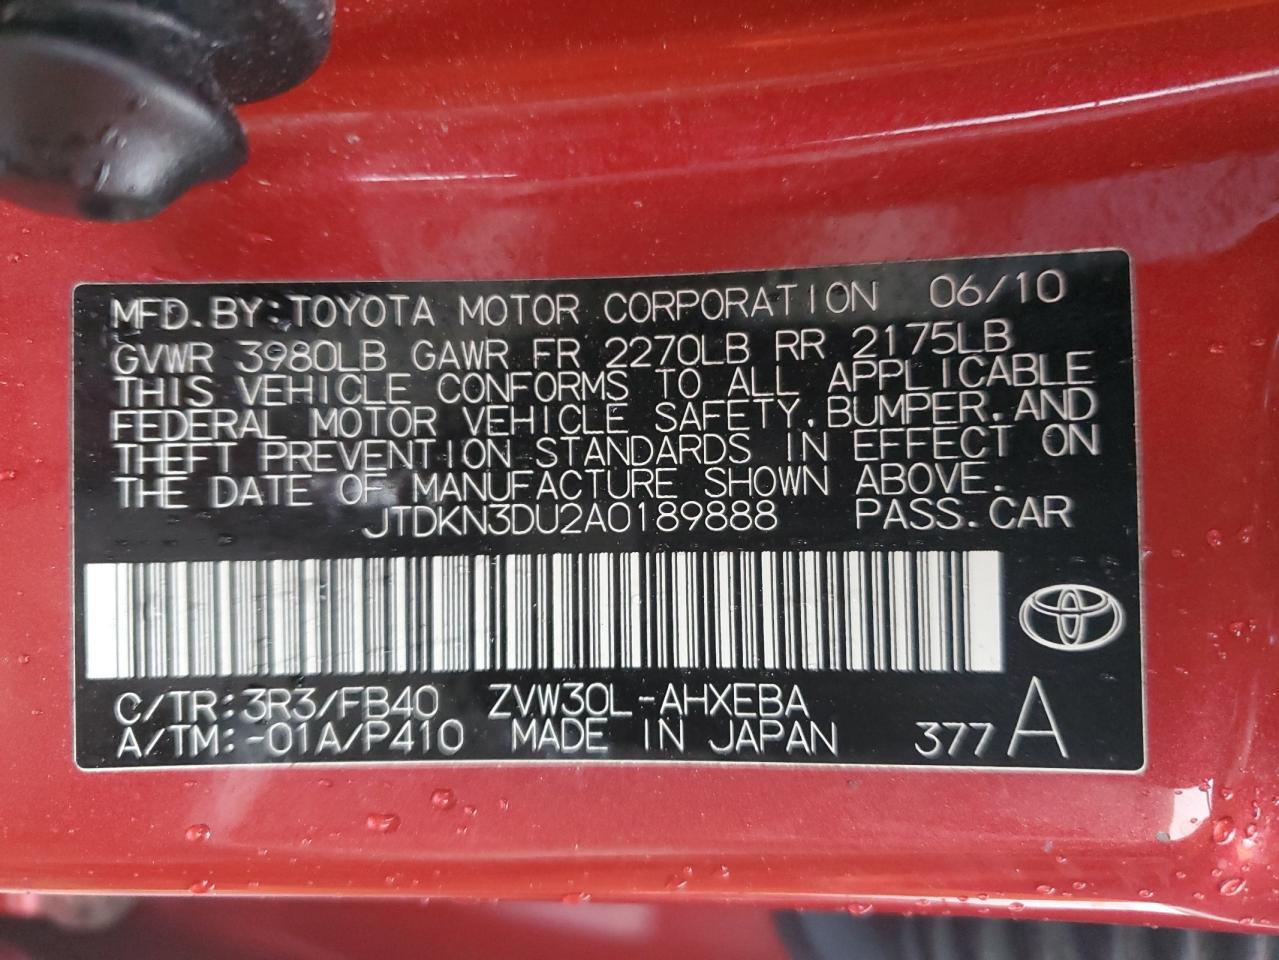 MFD. BY: TOYOTA MOTOR CORPORATION 06/10
GVWR 3980LB GAWR FR 2270LB RR 2175LB
THIS VEHICLE CONFORMS TO ALL APPLICABLE
FEDERAL MOTOR VEHICLE SAFETY, BUMPER, AND
THEFT PREVENTION STANDARDS IN EFFECT ON
THE DATE OF MANUFACTURE SHOWN ABOVE.
JTDKN3DU2A0189888 PASS. CAR
C/TR: 3R3/FB40 ZVW30L-AHXEBA
A/TM: -01A/P410 MADE IN JAPAN 377 A